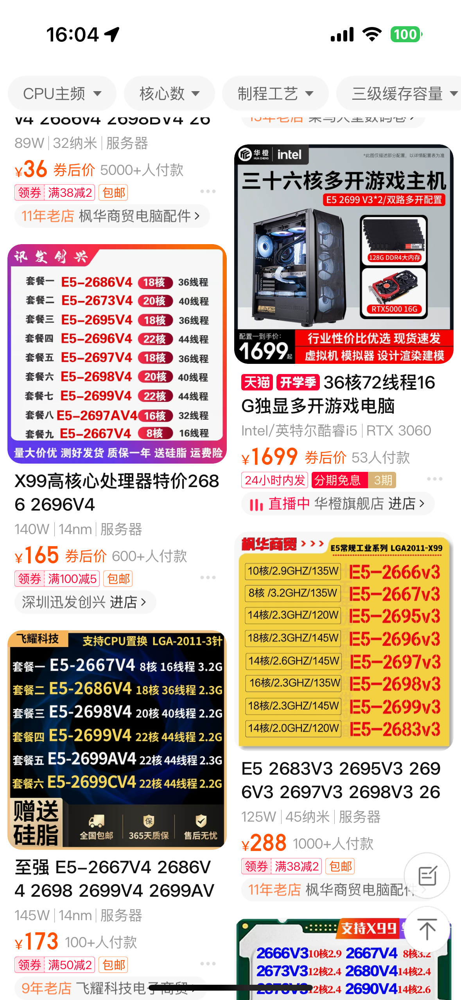 16:04
100
CPU主频
核心数
制程工艺
三级缓存容量
V4 2686V4 2698BV4 26
89W 32纳米 服务器
¥36 券后价 5000+人付款
领券 满38减2 包邮
11年老店 枫华商贸电脑配件
讯发创兴
套餐一 E5-2686V4 18核 36线程
套餐二 E5-2673V4 20核 40线程
套餐三 E5-2695V4 18核 36线程
套餐四 E5-2696V4 22核 44线程
套餐五 E5-2697V4 18核 36线程
套餐六 E5-2698V4 20核 40线程
套餐七 E5-2699V4 22核 44线程
套餐八 E5-2697AV4 16核 32线程
套餐九 E5-2667V4 8核 16线程
量大价优 测好发货 质保一年 送硅脂 运费险
X99高核心处理器特价268
6 2696V4
140W 14nm 服务器
¥165 券后价 600+人付款
领券 满100减5 包邮
深圳迅发创兴 进店
飞耀科技
支持CPU置换 LGA-2011-3针
套餐一 E5-2667V4 8核 16线程 3.2G
套餐二 E5-2686V4 18核 36线程 2.3G
套餐三 E5-2698V4 20核 40线程 2.2G
套餐四 E5-2699V4 22核 44线程 2.2G
套餐五 E5-2699AV4 22核 44线程 2.3G
套餐六 E5-2699CV4 22核 44线程 2.2G
赠送
硅脂
全国包邮
保
365天质保
售后无忧
至强 E5-2667V4 2686V
4 2698 2699V4 2699AV
145W 14nm 服务器
¥173 100+人付款
领券 满50减2 包邮
9年老店 飞耀科技电子商贸
15年老店 菜鸟大童数码卷
华橙
HUA CHENG
intel
*此图仅描述部分配置，以详情配置表为准
三十六核多开游戏主机
E5 2699 V3*2/双路多开配置
GEFORCE RTX
GOLDEN FIELD
128G DDR4大内存
RTX5000 16G
配置一到手价：
1699起
行业性价比优选 现货速发
虚拟机 模拟器 设计渲染建模
天猫 开学季 36核72线程16
G独显多开游戏电脑
Intel/英特尔酷睿i5 RTX 3060
¥1699 券后价 53人付款
24小时内发 分期免息 3期
直播中 华橙旗舰店 进店
枫华商贸
E5常规工业系列 LGA2011-X99
10核/2.9GHZ/135W E5-2666v3
8核 /3.2GHZ/135W E5-2667v3
14核/2.3GHZ/120W E5-2695v3
18核/2.3GHZ/145W E5-2696v3
14核/2.6GHZ/145W E5-2697v3
16核/2.3GHZ/135W E5-2698v3
18核/2.3GHZ/145W E5-2699v3
14核/2.0GHZ/120W E5-2683v3
E5 2683V3 2695V3 269
6V3 2697V3 2698V3 26
125W 45纳米 服务器
¥288 1000+人付款
领券 满38减2 包邮
11年老店 枫华商贸电脑配件
支持X99
2666V3 10核2.9 2667V4 8核3.2
2673V3 12核2.4 2680V4 14核2.4
2678V3 12核2.4 2690V4 14核2.6